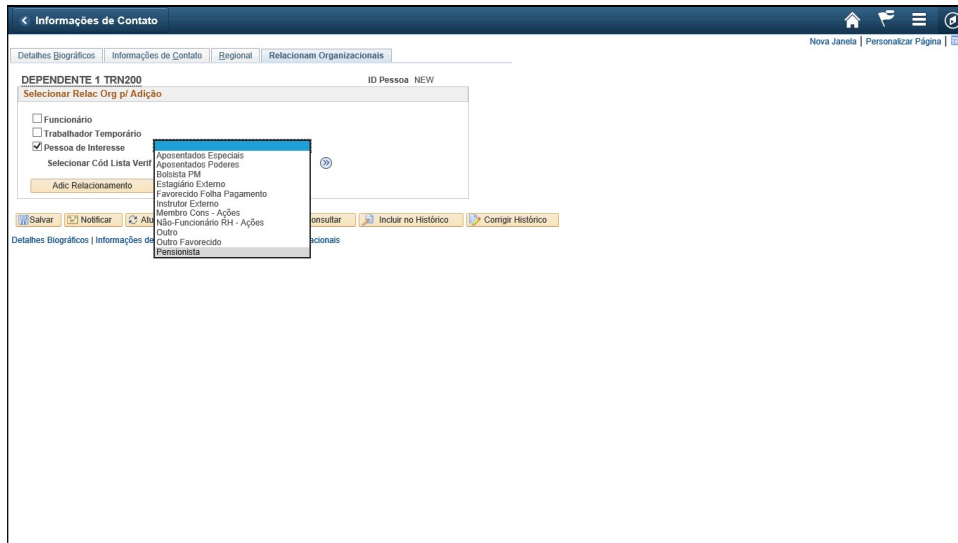 Informações de Contato
Nova Janela | Personalizar Página |
Detalhes Biográficos Informações de Contato Regional Relacionam Organizacionais
DEPENDENTE 1 TRN200 ID Pessoa NEW
Selecionar Relac Org p/ Adição
Funcionário
Trabalhador Temporário
Pessoa de Interesse
Selecionar Cód Lista Verif
Adic Relacionamento
Aposentados Especiais
Aposentados Poderes
Bolsista PM
Estagiário Externo
Favorecido Folha Pagamento
Instrutor Externo
Membro Cons - Ações
Não-Funcionário RH - Ações
Outro
Outro Favorecido
Pensionista
Salvar Notificar Atu onsultar Incluir no Histórico Corrigir Histórico
Detalhes Biográficos | Informações de acionais